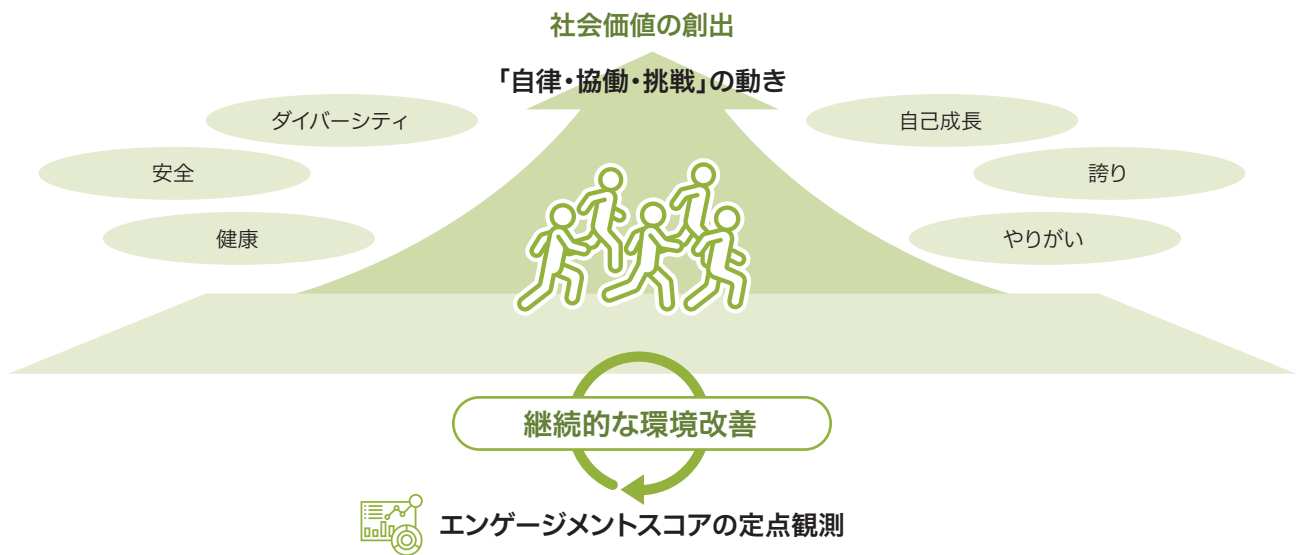 社会価値の創出
「自律・協働・挑戦」の動き
ダイバーシティ
安全
健康
自己成長
誇り
やりがい
継続的な環境改善
エンゲージメントスコアの定点観測